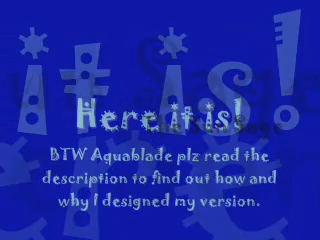 Here it is!
BTW Aquablade plz read the
description to find out how and
why I designed my version.